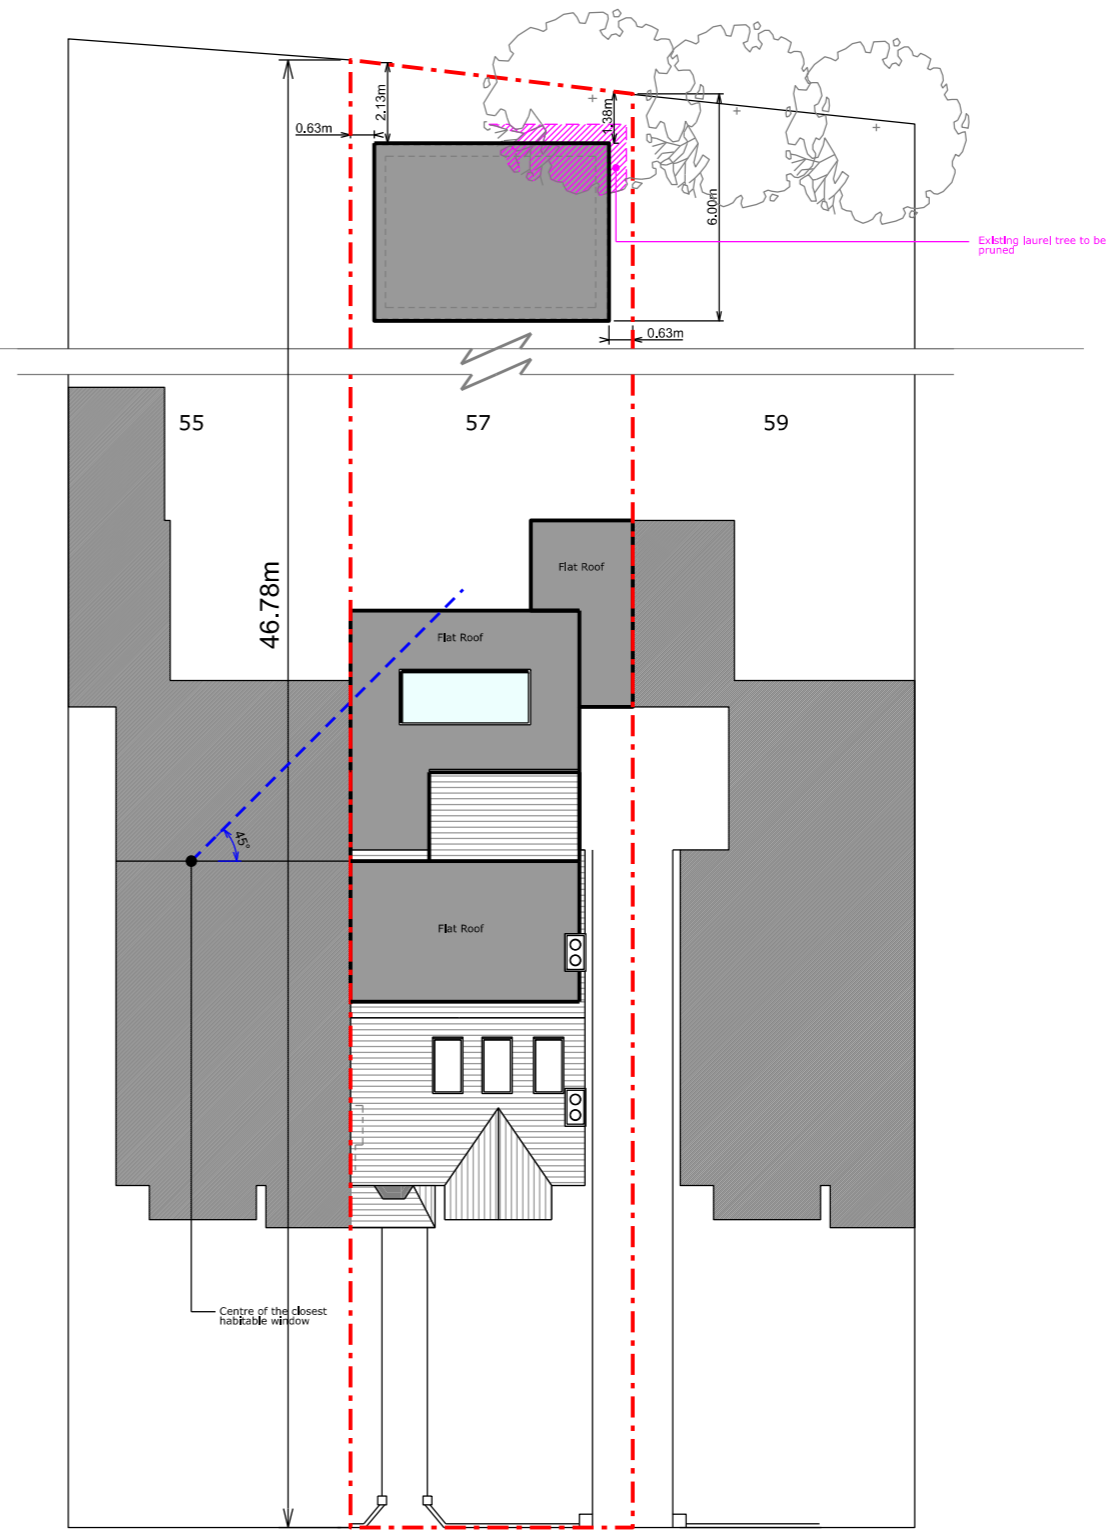 2.13m
0.63m
1.38m
6.00m
Existing laurel tree to be
pruned
0.63m
55
57
59
46.78m
Flat Roof
Flat Roof
45°
Flat Roof
Centre of the closest
habitable window